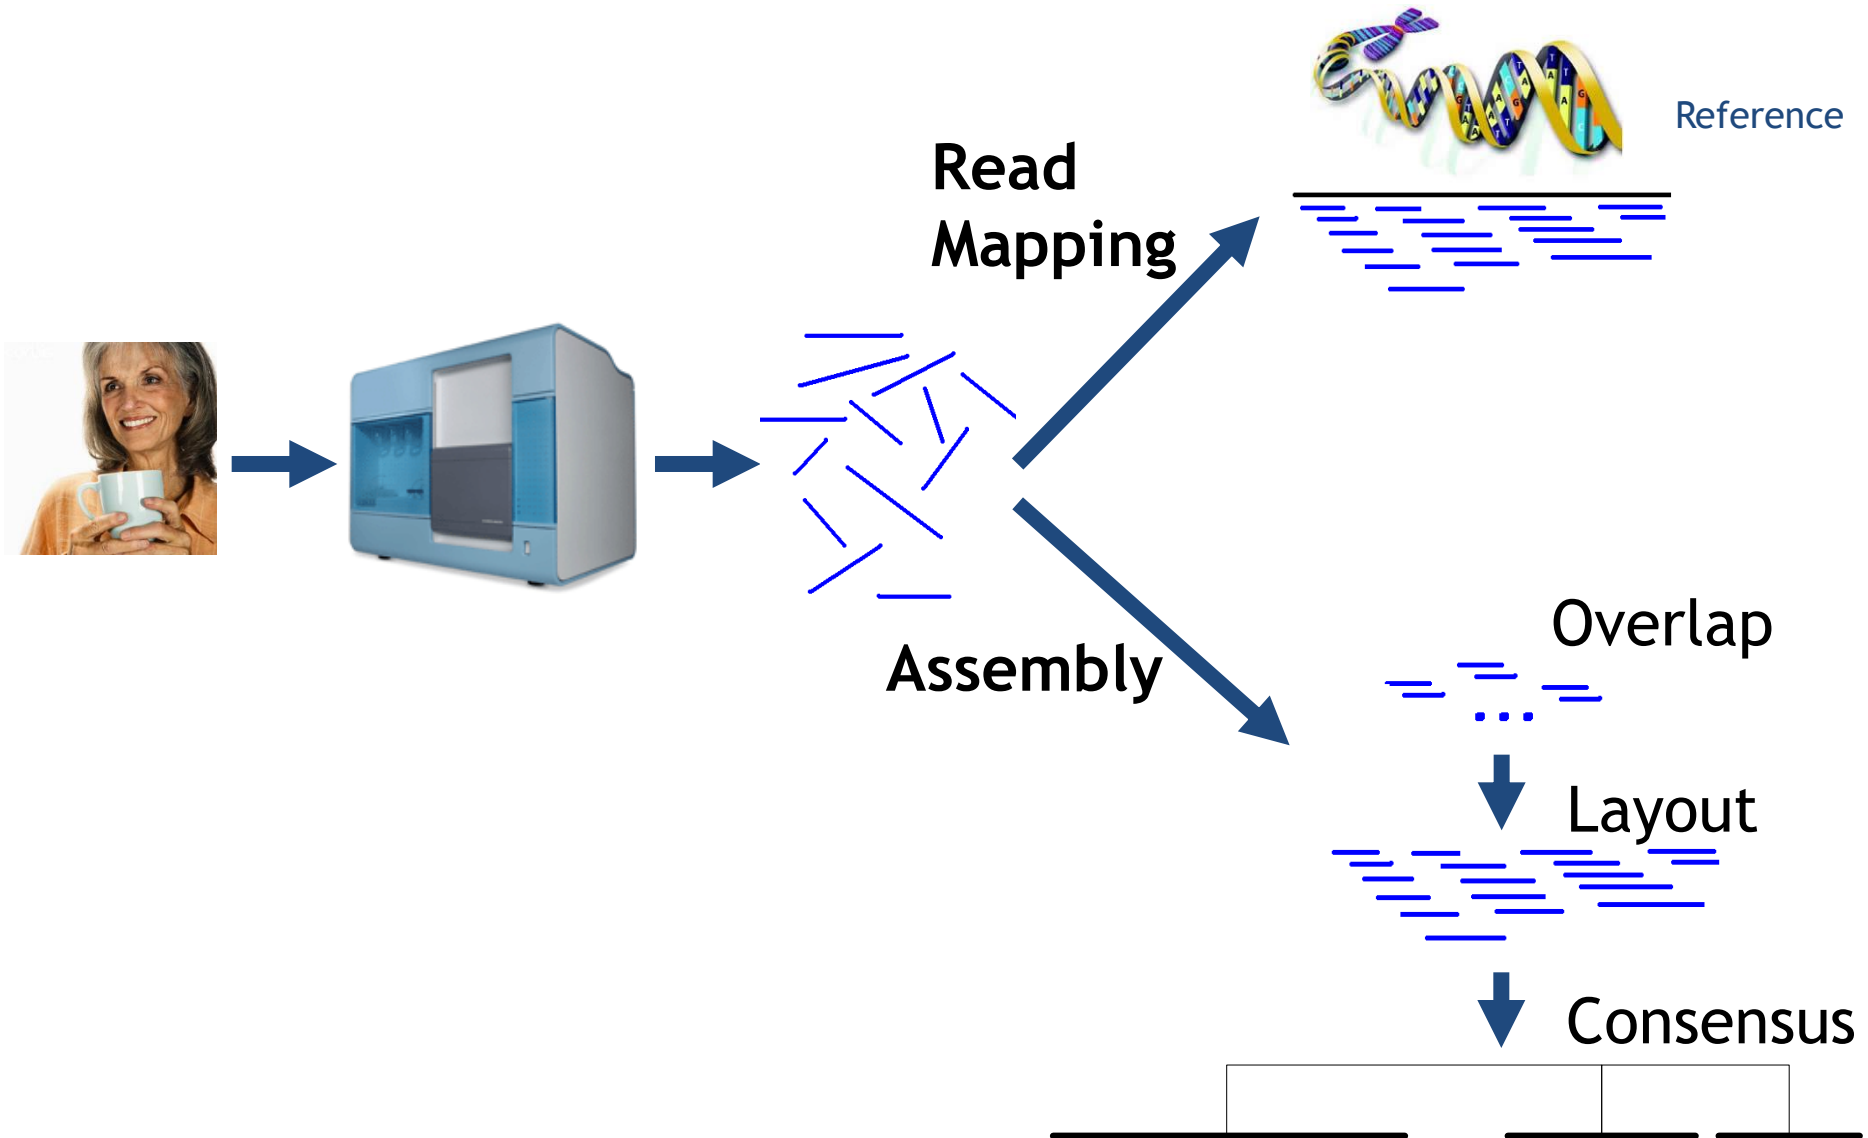 Reference
Read
Mapping
Assembly
Overlap
Layout
Consensus